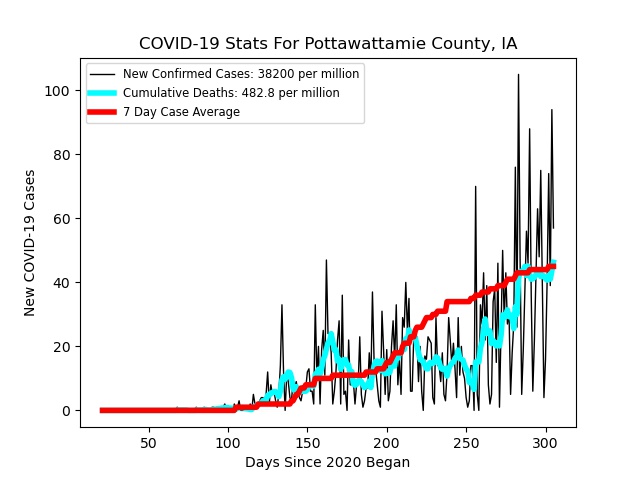 COVID-19 Stats For Pottawattamie County, IA
New Confirmed Cases: 38200 per million
Cumulative Deaths: 482.8 per million
7 Day Case Average
New COVID-19 Cases
100
80
60
40
20
0
50 100 150 200 250 300
Days Since 2020 Began